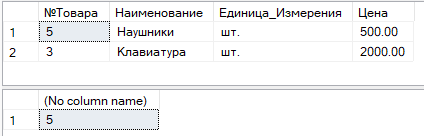 №Товара Наименование Единица_Измерения Цена
1 5 Наушники шт. 500.00
2 3 Клавиатура шт. 2000.00
(No column name)
1 5